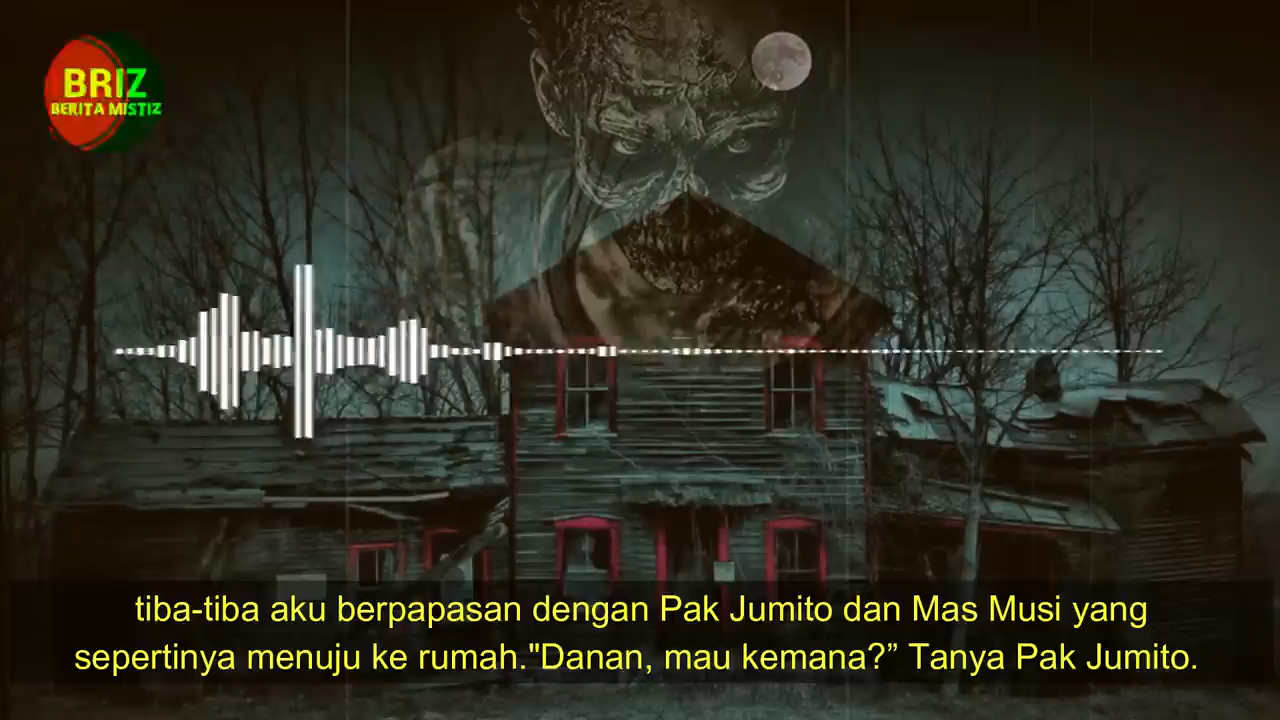 BRIZ
BERITA MISTIZ
tiba-tiba aku berpapasan dengan Pak Jumito dan Mas Musi yang
sepertinya menuju ke rumah."Danan, mau kemana?” Tanya Pak Jumito.